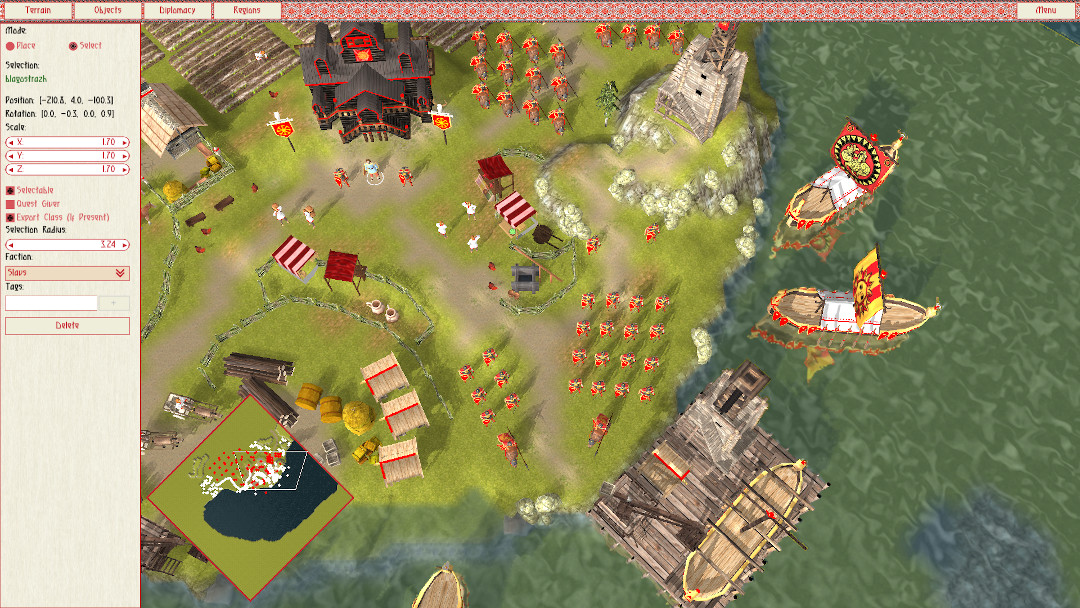 Terrain
Objects
Diplomacy
Regions
Menu
Mode:
Place
Select
Selection:
blagostrazh
Position: [-210.8, 4.0, -100.3]
Rotation: [0.0, -0.3, 0.0, 0.9]
Scale:
X: 1.70
Y: 1.70
Z: 1.70
Selectable
Quest Giver
Export Class (If Present)
Selection Radius:
3.24
Faction:
Slavs
Tags:
+
Delete